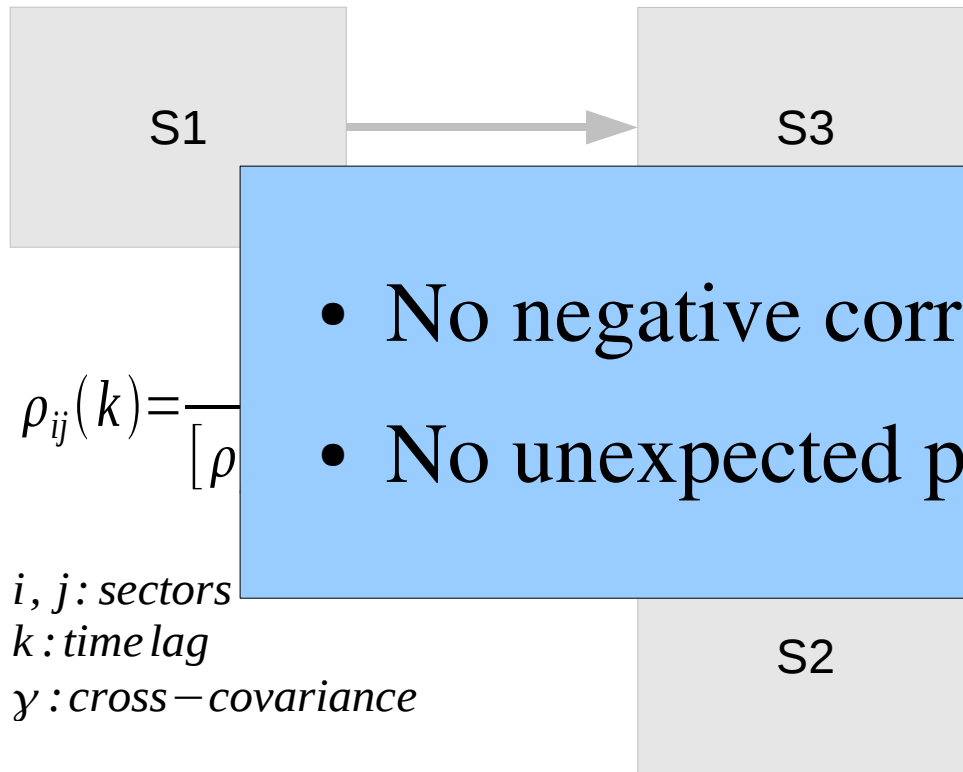 S1
S3
• No negative corr
ρij(k)=
[ρ
• No unexpected p
i, j: sectors
k: time lag
γ: cross−covariance
S2